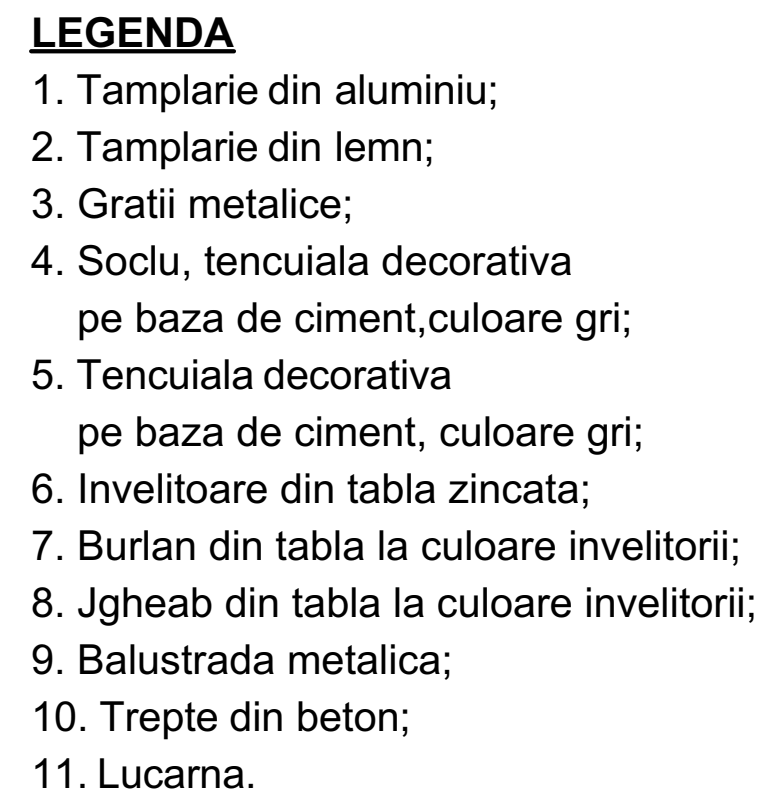 LEGENDA
1. Tamplarie din aluminiu;
2. Tamplarie din lemn;
3. Gratii metalice;
4. Soclu, tencuiala decorativa
pe baza de ciment,culoare gri;
5. Tencuiala decorativa
pe baza de ciment, culoare gri;
6. Invelitoare din tabla zincata;
7. Burlan din tabla la culoare invelitorii;
8. Jgheab din tabla la culoare invelitorii;
9. Balustrada metalica;
10. Trepte din beton;
11. Lucarna.